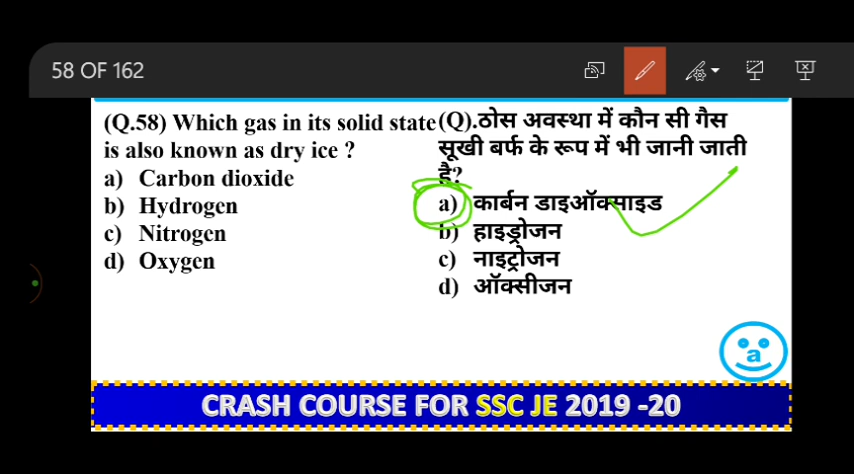 58 OF 162
(Q.58) Which gas in its solid state
is also known as dry ice ?
a) Carbon dioxide
b) Hydrogen
c) Nitrogen
d) Oxygen
(Q).ठोस अवस्था में कौन सी गैस
सूखी बर्फ के रूप में भी जानी जाती
है?
a) कार्बन डाइऑक्साइड
b) हाइड्रोजन
c) नाइट्रोजन
d) ऑक्सीजन
a
CRASH COURSE FOR SSC JE 2019 -20